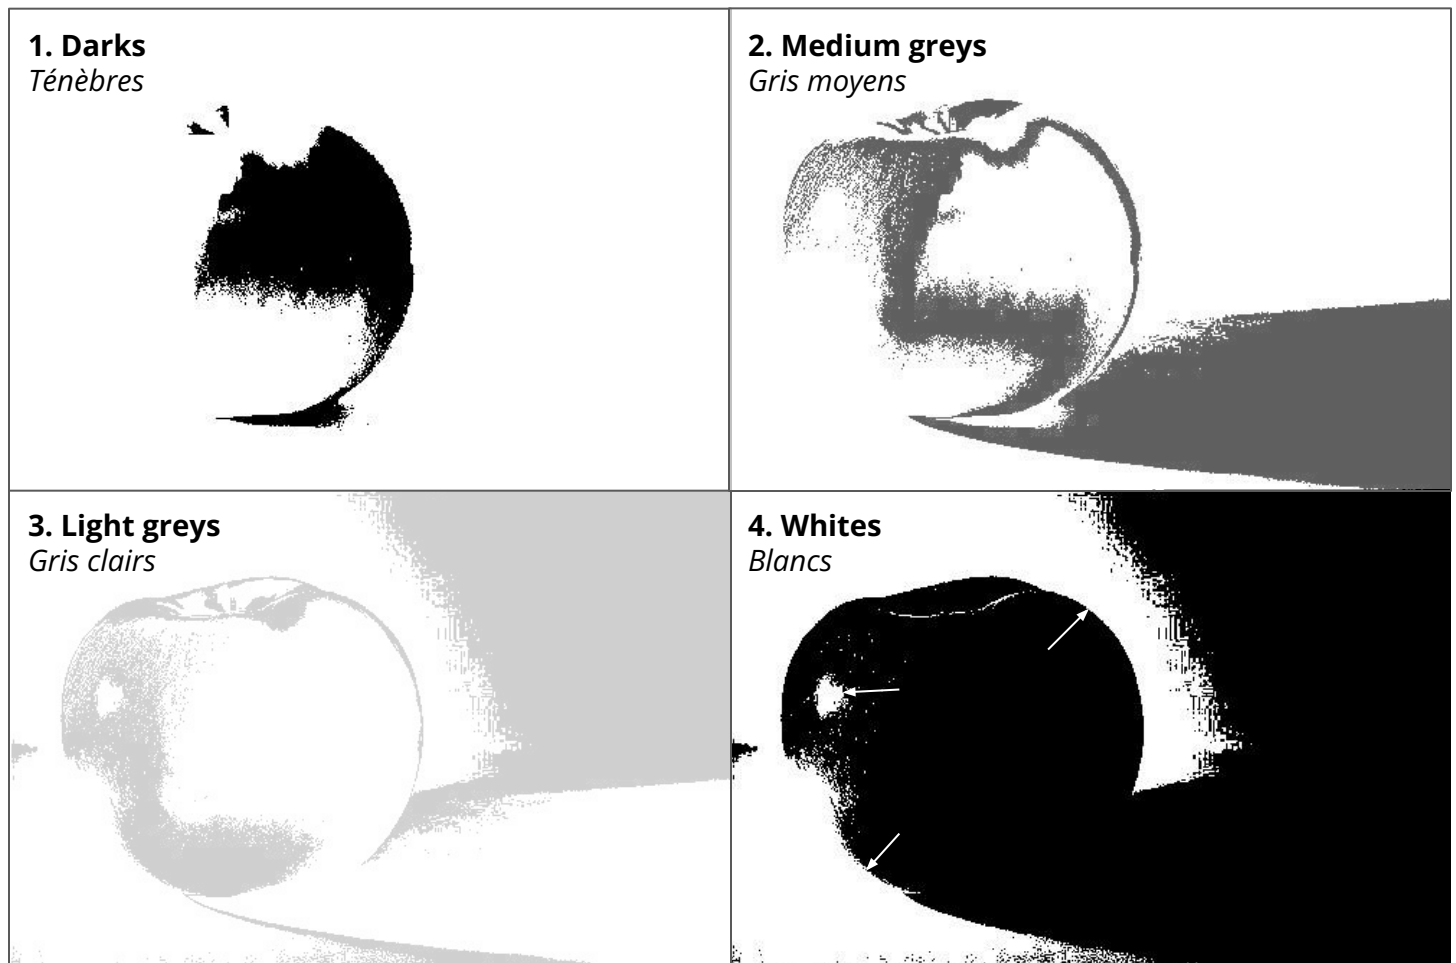 1. Darks
Ténèbres
2. Medium greys
Gris moyens
3. Light greys
Gris clairs
4. Whites
Blancs